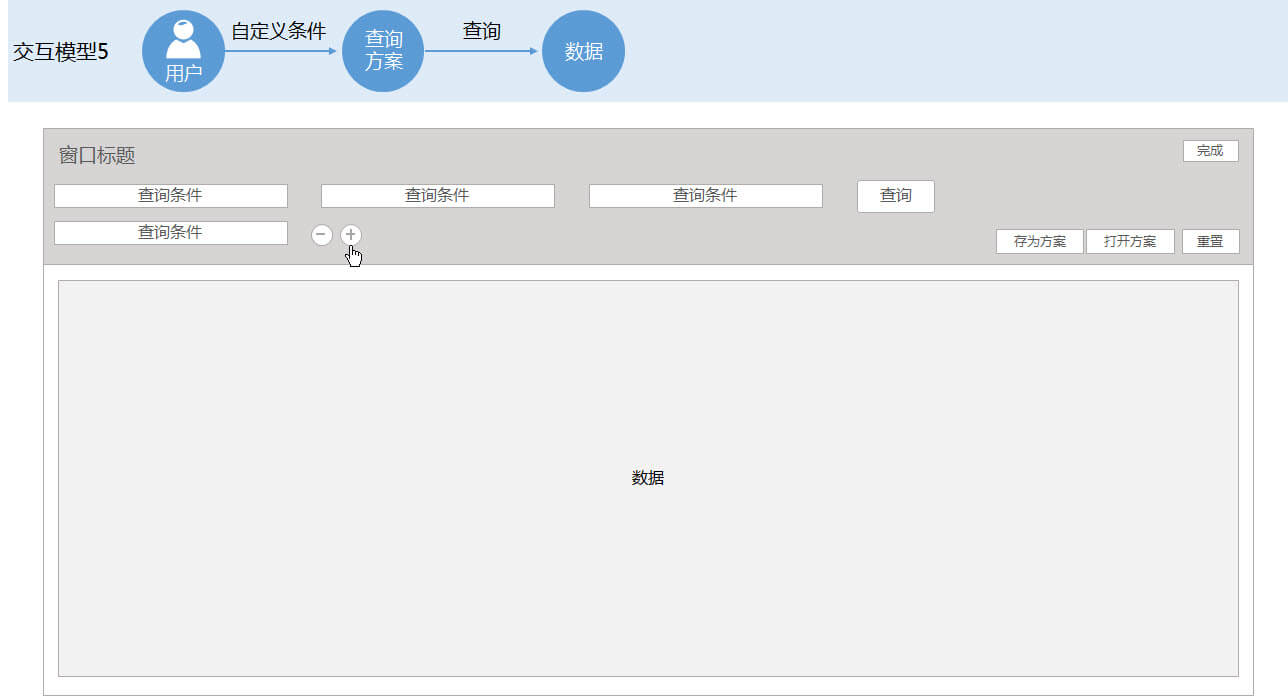 交互模型5
用户
自定义条件
查询
方案
查询
数据
窗口标题
完成
查询条件
查询条件
查询条件
查询
查询条件
存为方案
打开方案
重置
数据